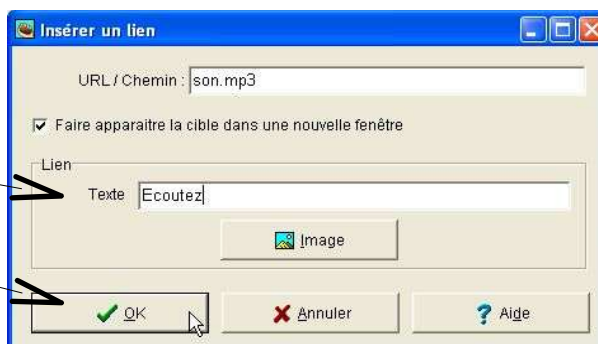 Insérer un lien
URL / Chemin : son.mp3
Faire apparaitre la cible dans une nouvelle fenêtre
Lien
Texte Ecoutez
Image
OK Annuler Aide